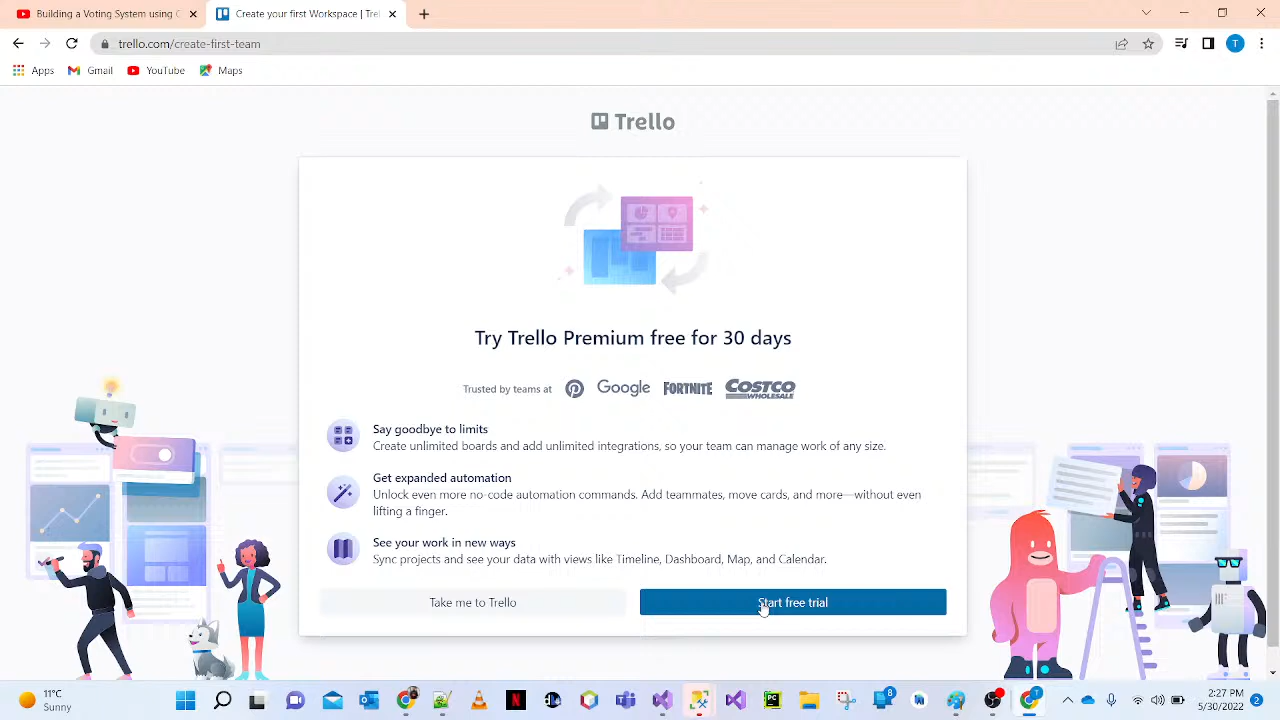 Building a Voting System using C
Create your first Workspace | Trel
trello.com/create-first-team
T
Apps
Gmail
YouTube
Maps
Trello
Try Trello Premium free for 30 days
Trusted by teams at
Google
FORTNITE
COSTCO
WHOLESALE
Say goodbye to limits
Create unlimited boards and add unlimited integrations, so your team can manage work of any size.
Get expanded automation
Unlock even more no-code automation commands. Add teammates, move cards, and more—without even
lifting a finger.
See your work in new ways
Sync projects and see your data with views like Timeline, Dashboard, Map, and Calendar.
Take me to Trello
Start free trial
11°C
Sunny
8
2:27 PM
5/30/2022
2